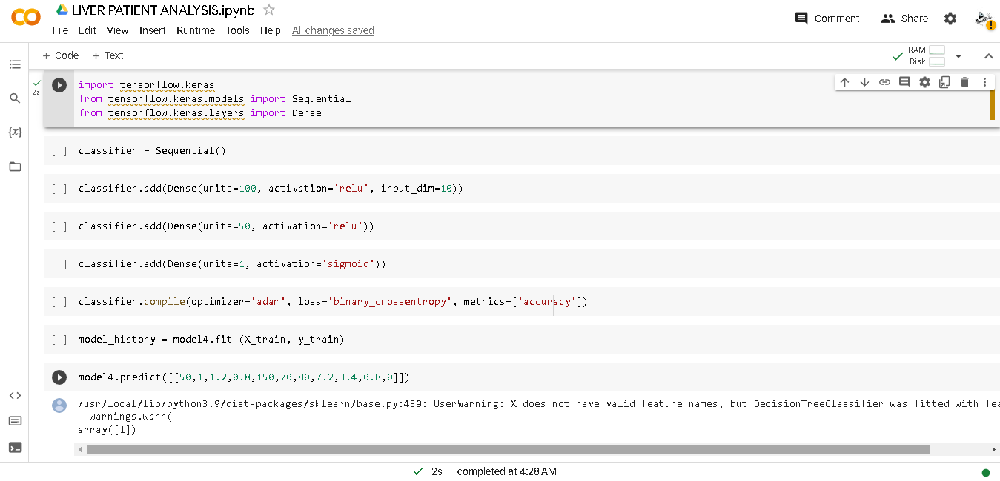 LIVER PATIENT ANALYSIS.ipynb
File Edit View Insert Runtime Tools Help All changes saved
Comment Share
+ Code + Text
RAM
Disk
2s
import tensorflow.keras
from tensorflow.keras.models import Sequential
from tensorflow.keras.layers import Dense
{x}
[ ] classifier = Sequential()
[ ] classifier.add(Dense(units=100, activation='relu', input_dim=10))
[ ] classifier.add(Dense(units=50, activation='relu'))
[ ] classifier.add(Dense(units=1, activation='sigmoid'))
[ ] classifier.compile(optimizer='adam', loss='binary_crossentropy', metrics=['accuracy'])
[ ] model_history = model4.fit (X_train, y_train)
model4.predict([[50,1,1.2,0.8,150,70,80,7.2,3.4,0.8,0]])
/usr/local/lib/python3.9/dist-packages/sklearn/base.py:439: UserWarning: X does not have valid feature names, but DecisionTreeClassifier was fitted with fea
warnings.warn(
array([1])
2s completed at 4:28 AM